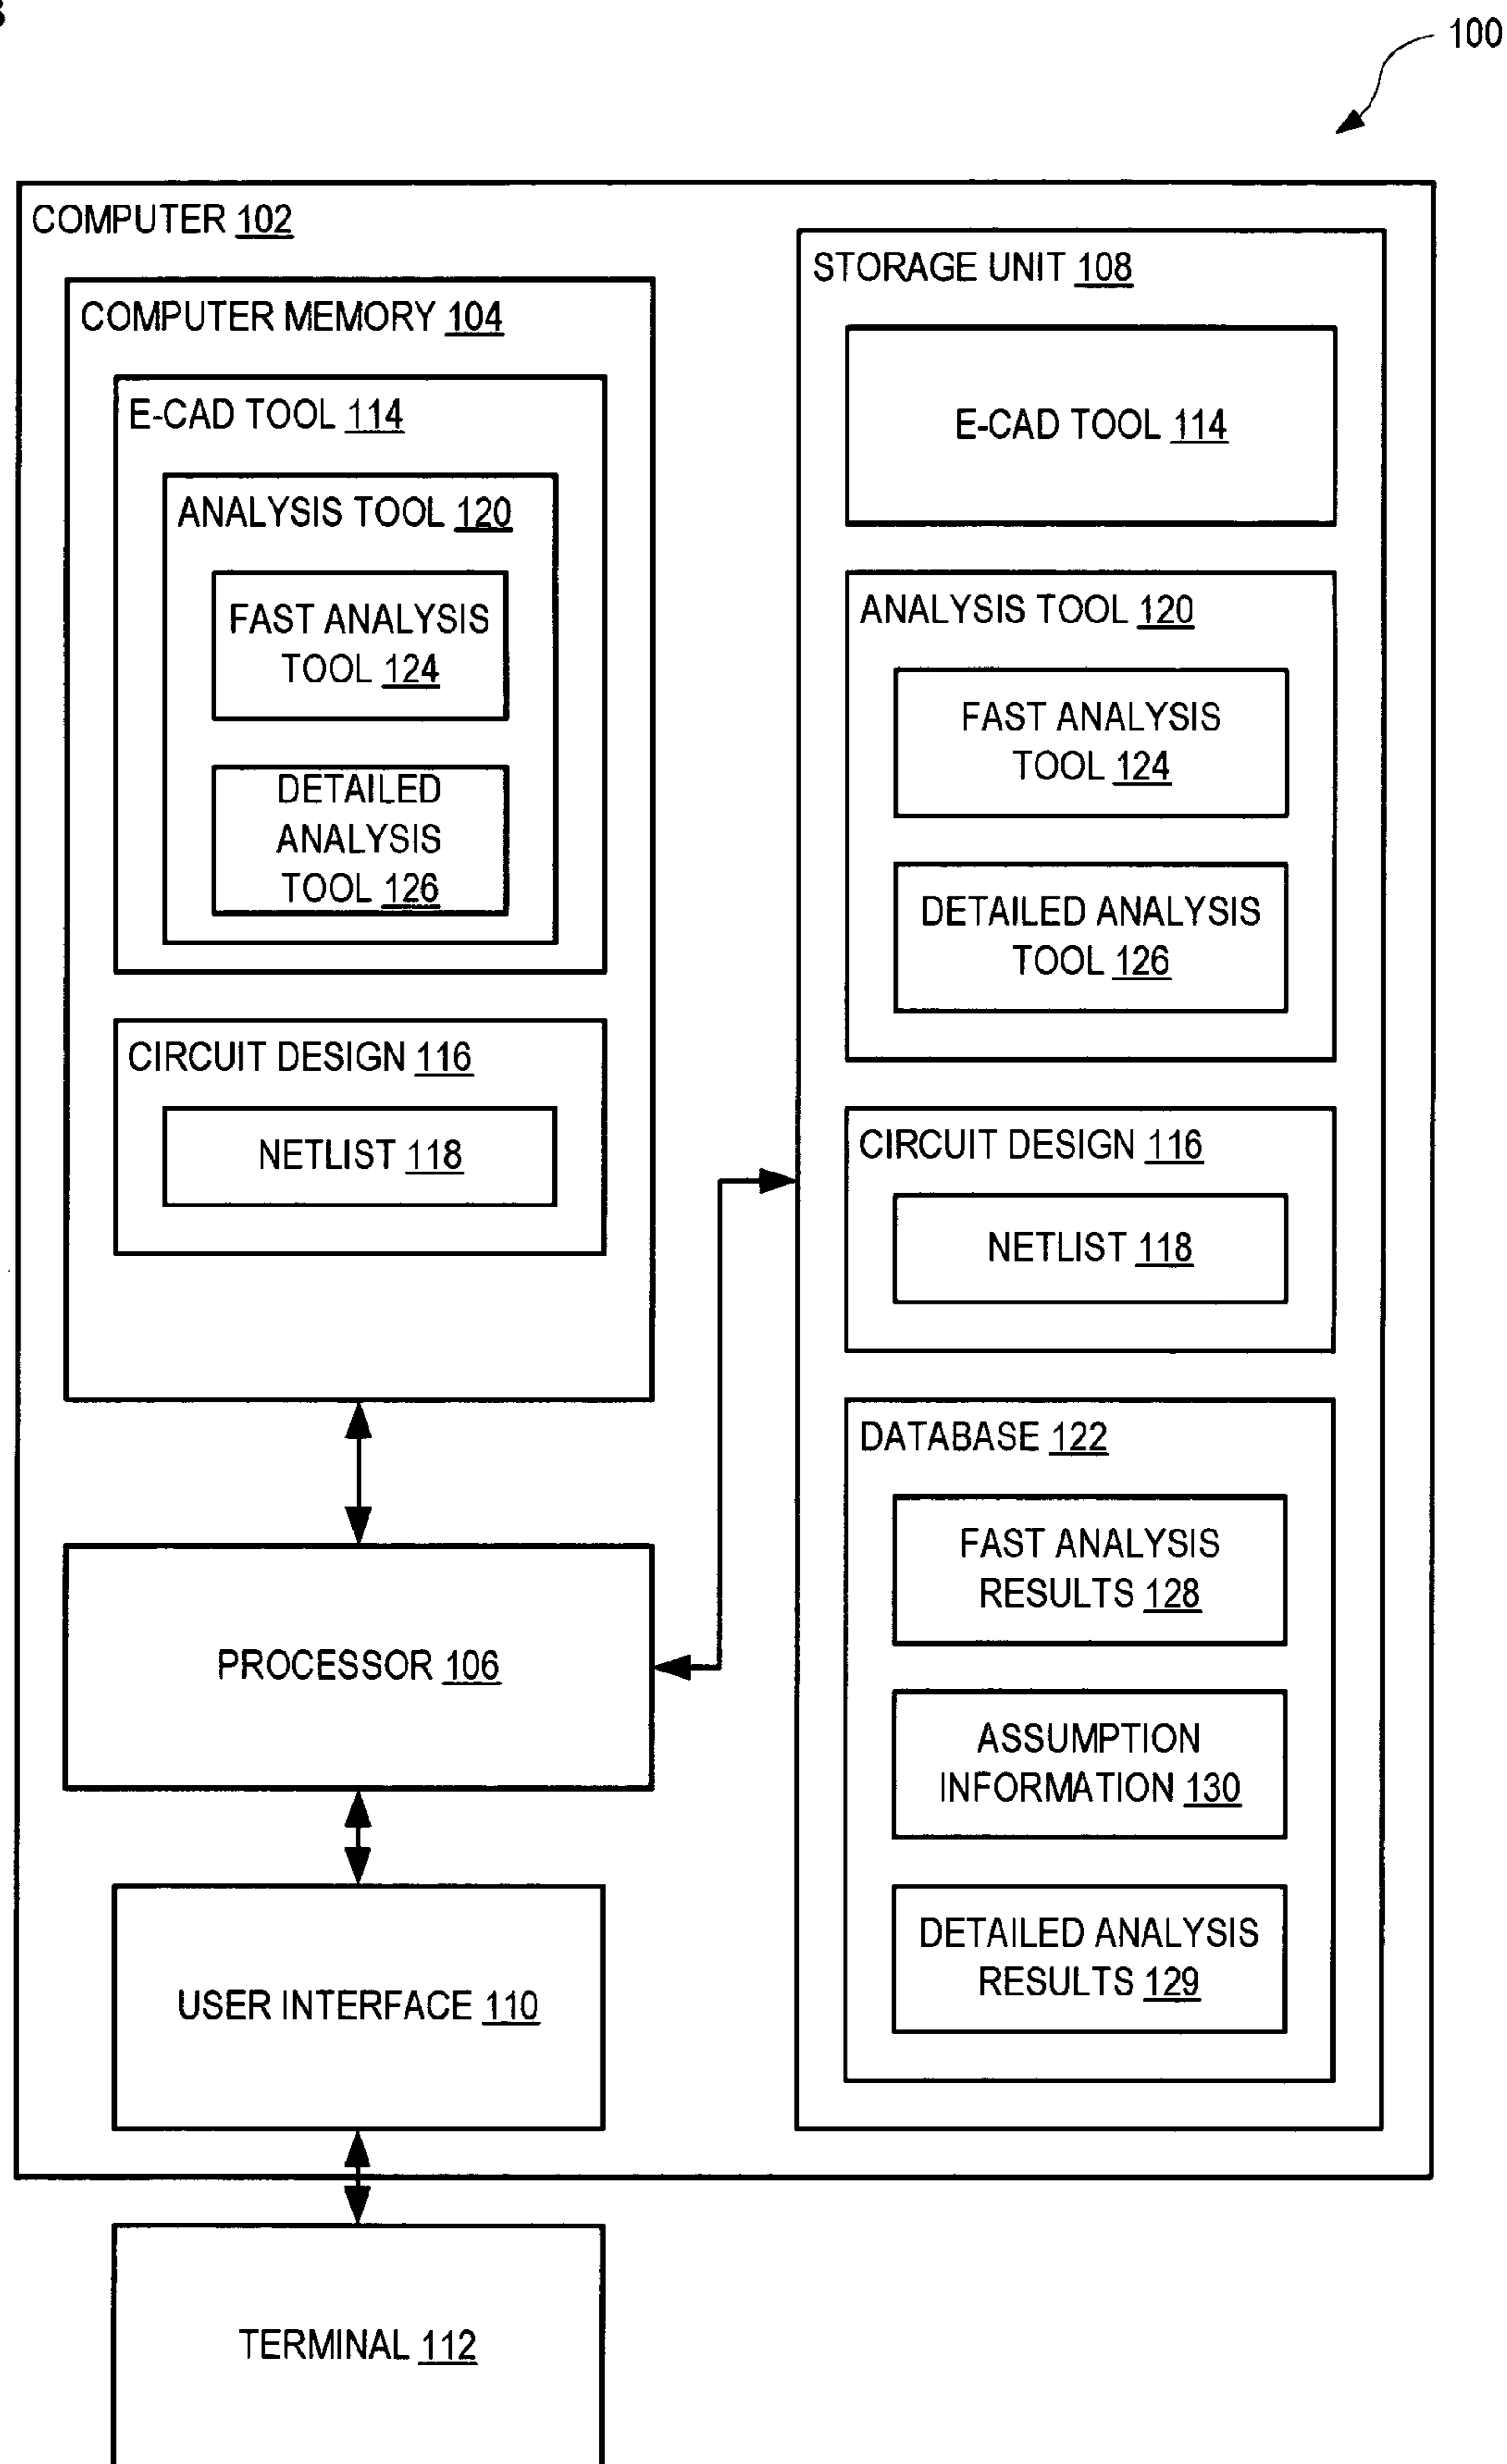 100
COMPUTER 102
COMPUTER MEMORY 104
E-CAD TOOL 114
ANALYSIS TOOL 120
FAST ANALYSIS
TOOL 124
DETAILED
ANALYSIS
TOOL 126
CIRCUIT DESIGN 116
NETLIST 118
PROCESSOR 106
USER INTERFACE 110
TERMINAL 112
STORAGE UNIT 108
E-CAD TOOL 114
ANALYSIS TOOL 120
FAST ANALYSIS
TOOL 124
DETAILED ANALYSIS
TOOL 126
CIRCUIT DESIGN 116
NETLIST 118
DATABASE 122
FAST ANALYSIS
RESULTS 128
ASSUMPTION
INFORMATION 130
DETAILED ANALYSIS
RESULTS 129